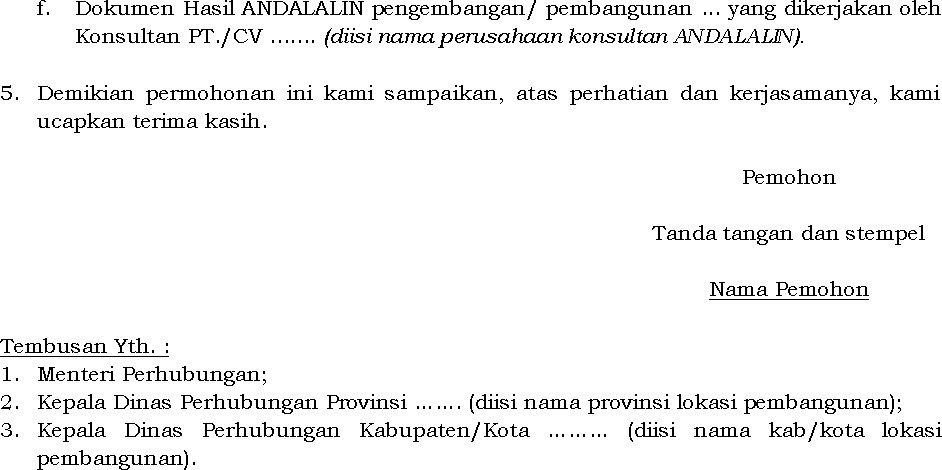 f. Dokumen Hasil ANDALALIN pengembangan/ pembangunan ... yang dikerjakan oleh
Konsultan PT./CV ....... (diisi nama perusahaan konsultan ANDALALIN).
5. Demikian permohonan ini kami sampaikan, atas perhatian dan kerjasamanya, kami
ucapkan terima kasih.
Pemohon
Tanda tangan dan stempel
Nama Pemohon
Tembusan Yth. :
1. Menteri Perhubungan;
2. Kepala Dinas Perhubungan Provinsi ....... (diisi nama provinsi lokasi pembangunan);
3. Kepala Dinas Perhubungan Kabupaten/Kota ......... (diisi nama kab/kota lokasi
pembangunan).